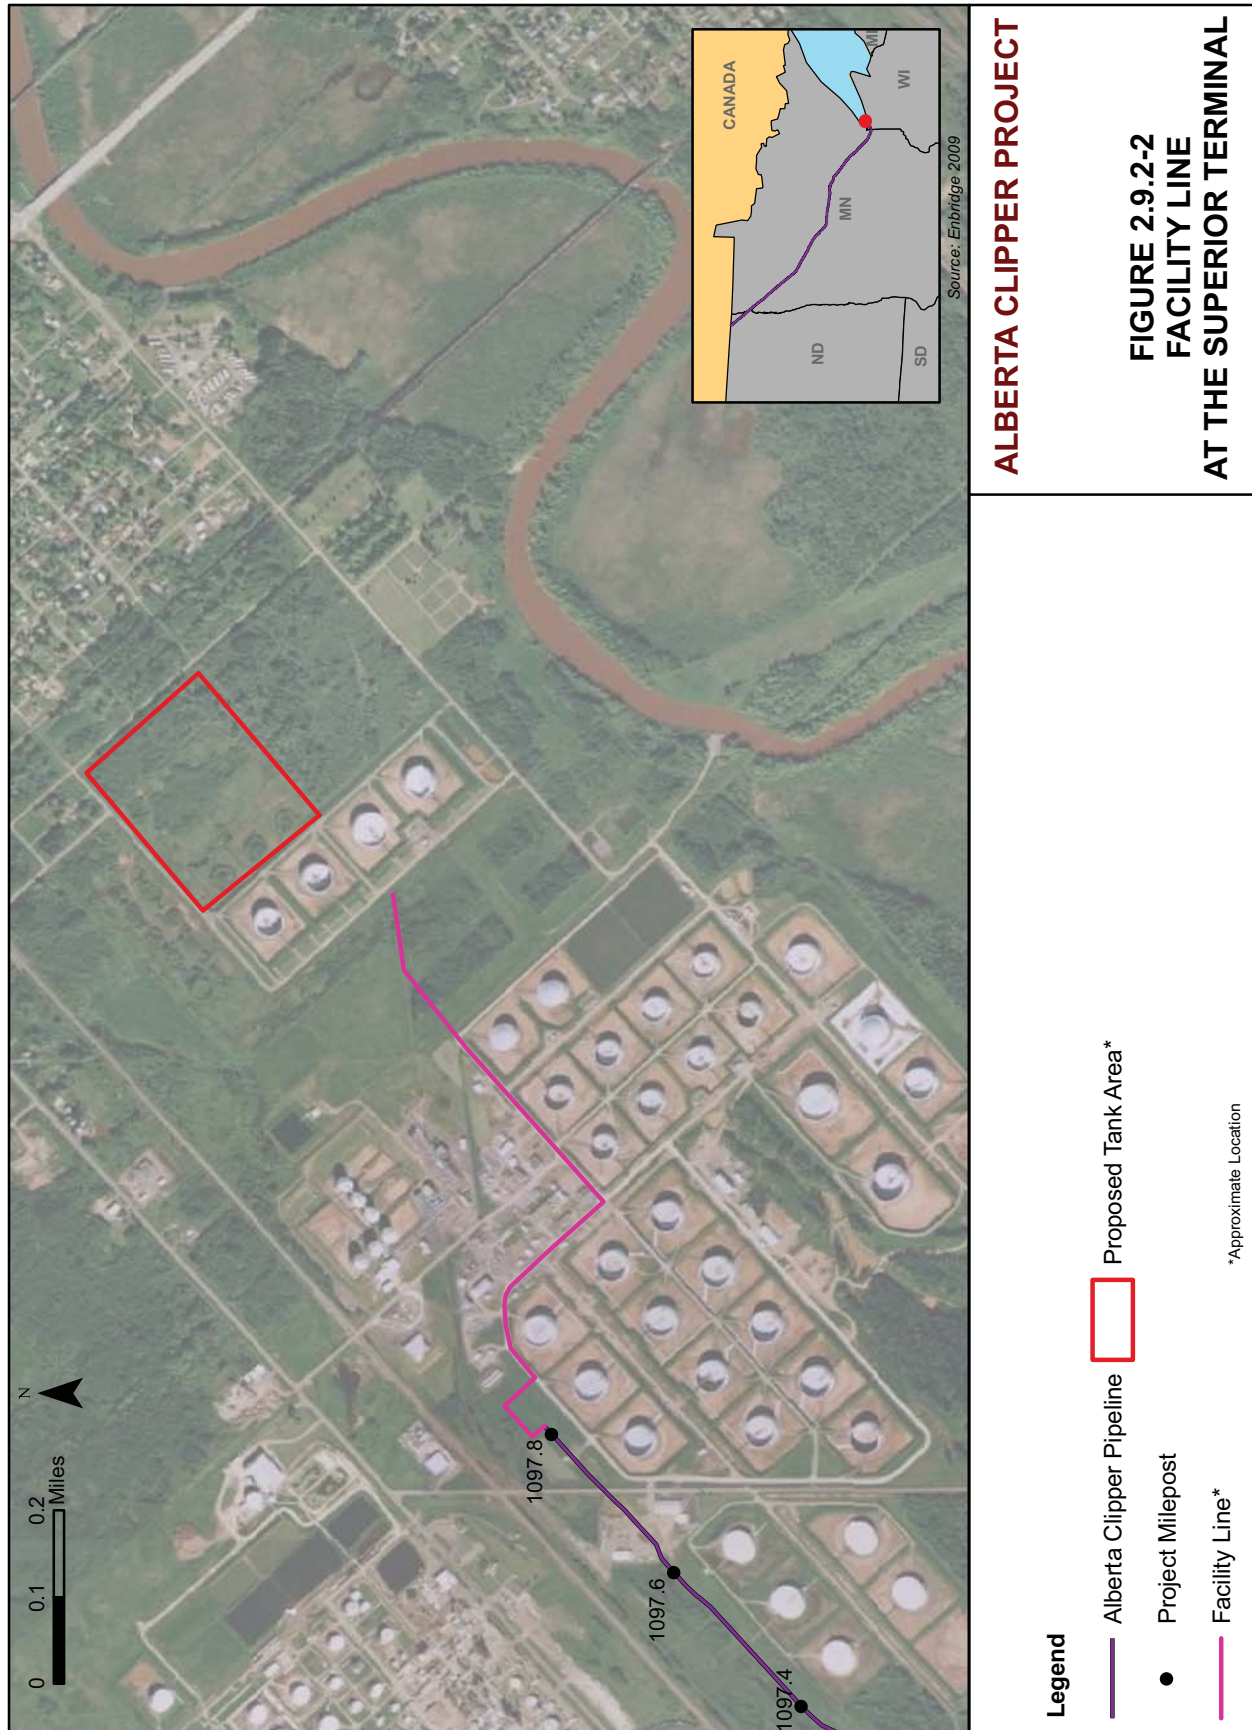 N
0 0.1 0.2
Miles
1097.8
1097.6
1097.4
CANADA
ND
SD
MN
WI
MI
Source: Enbridge 2009
Legend
Alberta Clipper Pipeline
Project Milepost
Facility Line*
Proposed Tank Area*
*Approximate Location
ALBERTA CLIPPER PROJECT
FIGURE 2.9.2-2
FACILITY LINE
AT THE SUPERIOR TERMINAL